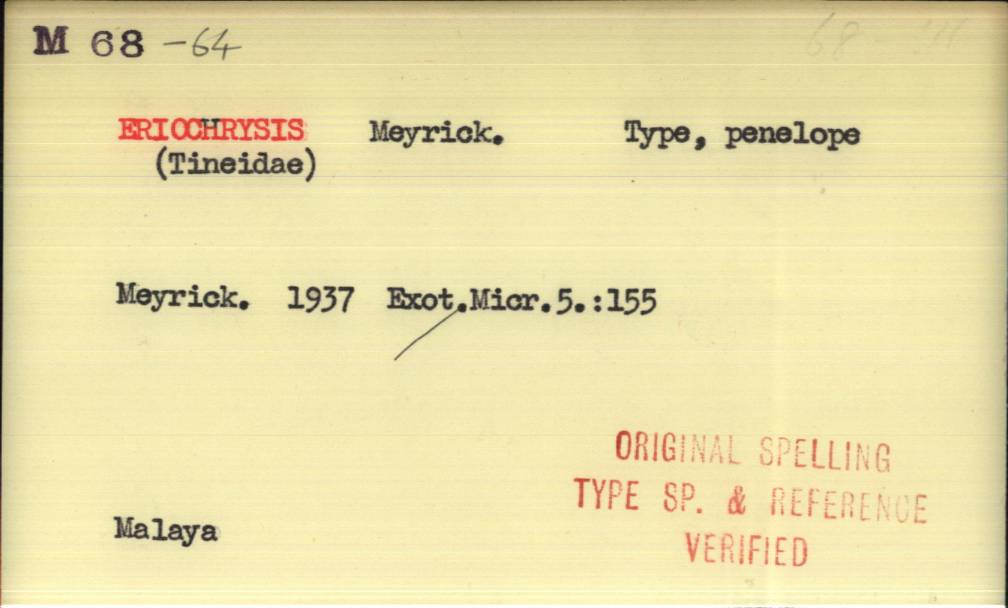 M 68 -64
ERIOCHRYSIS Meyrick. Type, penelope
(Tineidae)
Meyrick. 1937 Exot.Micr.5.:155
ORIGINAL SPELLING
TYPE SP. & REFERENCE
VERIFIED
Malaya